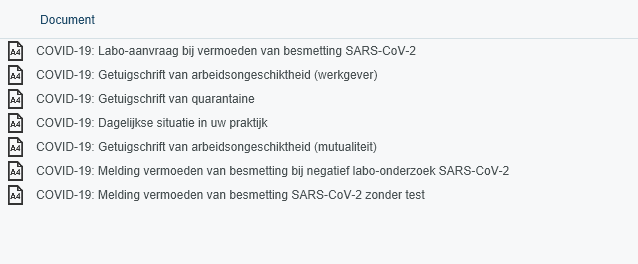 Document
A4 COVID-19: Labo-aanvraag bij vermoeden van besmetting SARS-CoV-2
A4 COVID-19: Getuigschrift van arbeidsongeschiktheid (werkgever)
A4 COVID-19: Getuigschrift van quarantaine
A4 COVID-19: Dagelijkse situatie in uw praktijk
A4 COVID-19: Getuigschrift van arbeidsongeschiktheid (mutualiteit)
A4 COVID-19: Melding vermoeden van besmetting bij negatief labo-onderzoek SARS-CoV-2
A4 COVID-19: Melding vermoeden van besmetting SARS-CoV-2 zonder test